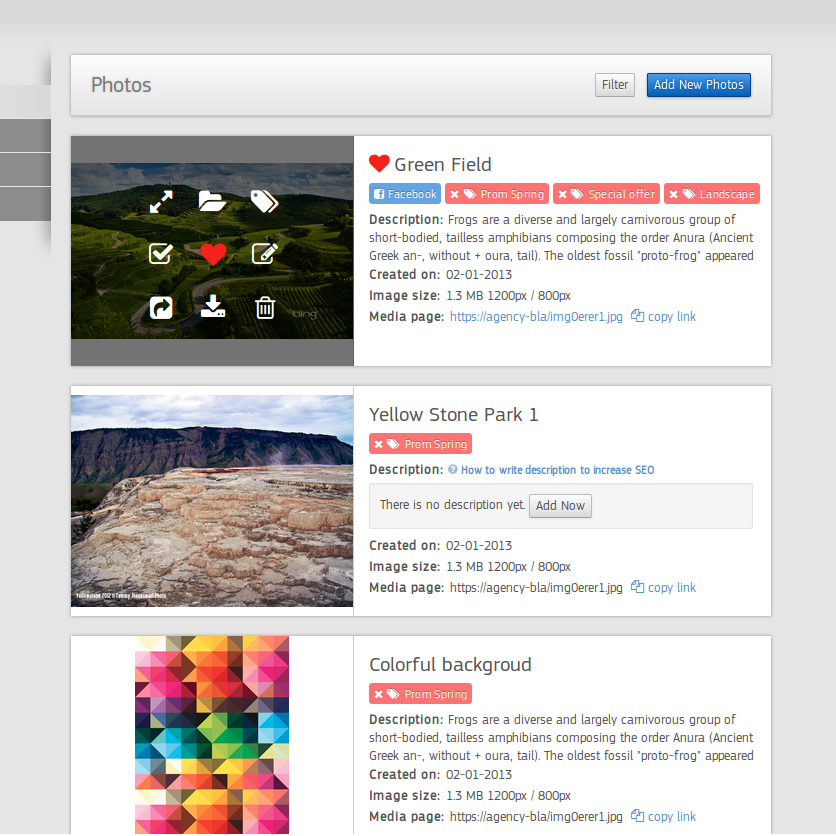 Photos
Filter
Add New Photos
Green Field
Facebook
Prom Spring
Special offer
Landscape
Description: Frogs are a diverse and largely carnivorous group of
short-bodied, tailless amphibians composing the order Anura (Ancient
Greek an-, without + oura, tail). The oldest fossil "proto-frog" appeared
Created on: 02-01-2013
Image size: 1.3 MB 1200px / 800px
Media page: https://agency-bla/img0erer1.jpg copy link
bing
Yellow Stone Park 1
Prom Spring
Description: How to write description to increase SEO
There is no description yet. Add Now
Created on: 02-01-2013
Image size: 1.3 MB 1200px / 800px
Media page: https://agency-bla/img0erer1.jpg copy link
Colorful backgroud
Prom Spring
Description: Frogs are a diverse and largely carnivorous group of
short-bodied, tailless amphibians composing the order Anura (Ancient
Greek an-, without + oura, tail). The oldest fossil "proto-frog" appeared
Created on: 02-01-2013
Image size: 1.3 MB 1200px / 800px
Media page: https://agency-bla/img0erer1.jpg copy link